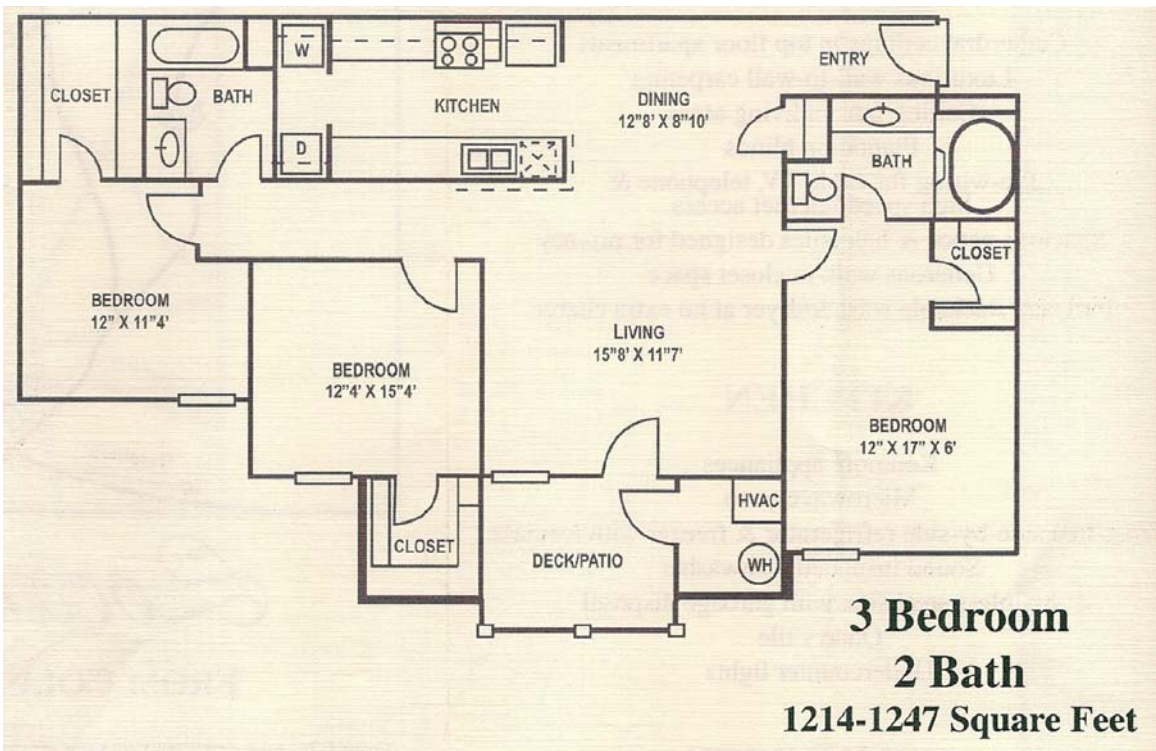 CLOSET
BATH
W
D
KITCHEN
DINING
12"8' X 8"10'
ENTRY
BATH
CLOSET
BEDROOM
12" X 11"4'
BEDROOM
12"4' X 15"4'
LIVING
15"8' X 11"7'
BEDROOM
12" X 17" X 6'
CLOSET
DECK/PATIO
HVAC
WH
3 Bedroom
2 Bath
1214-1247 Square Feet